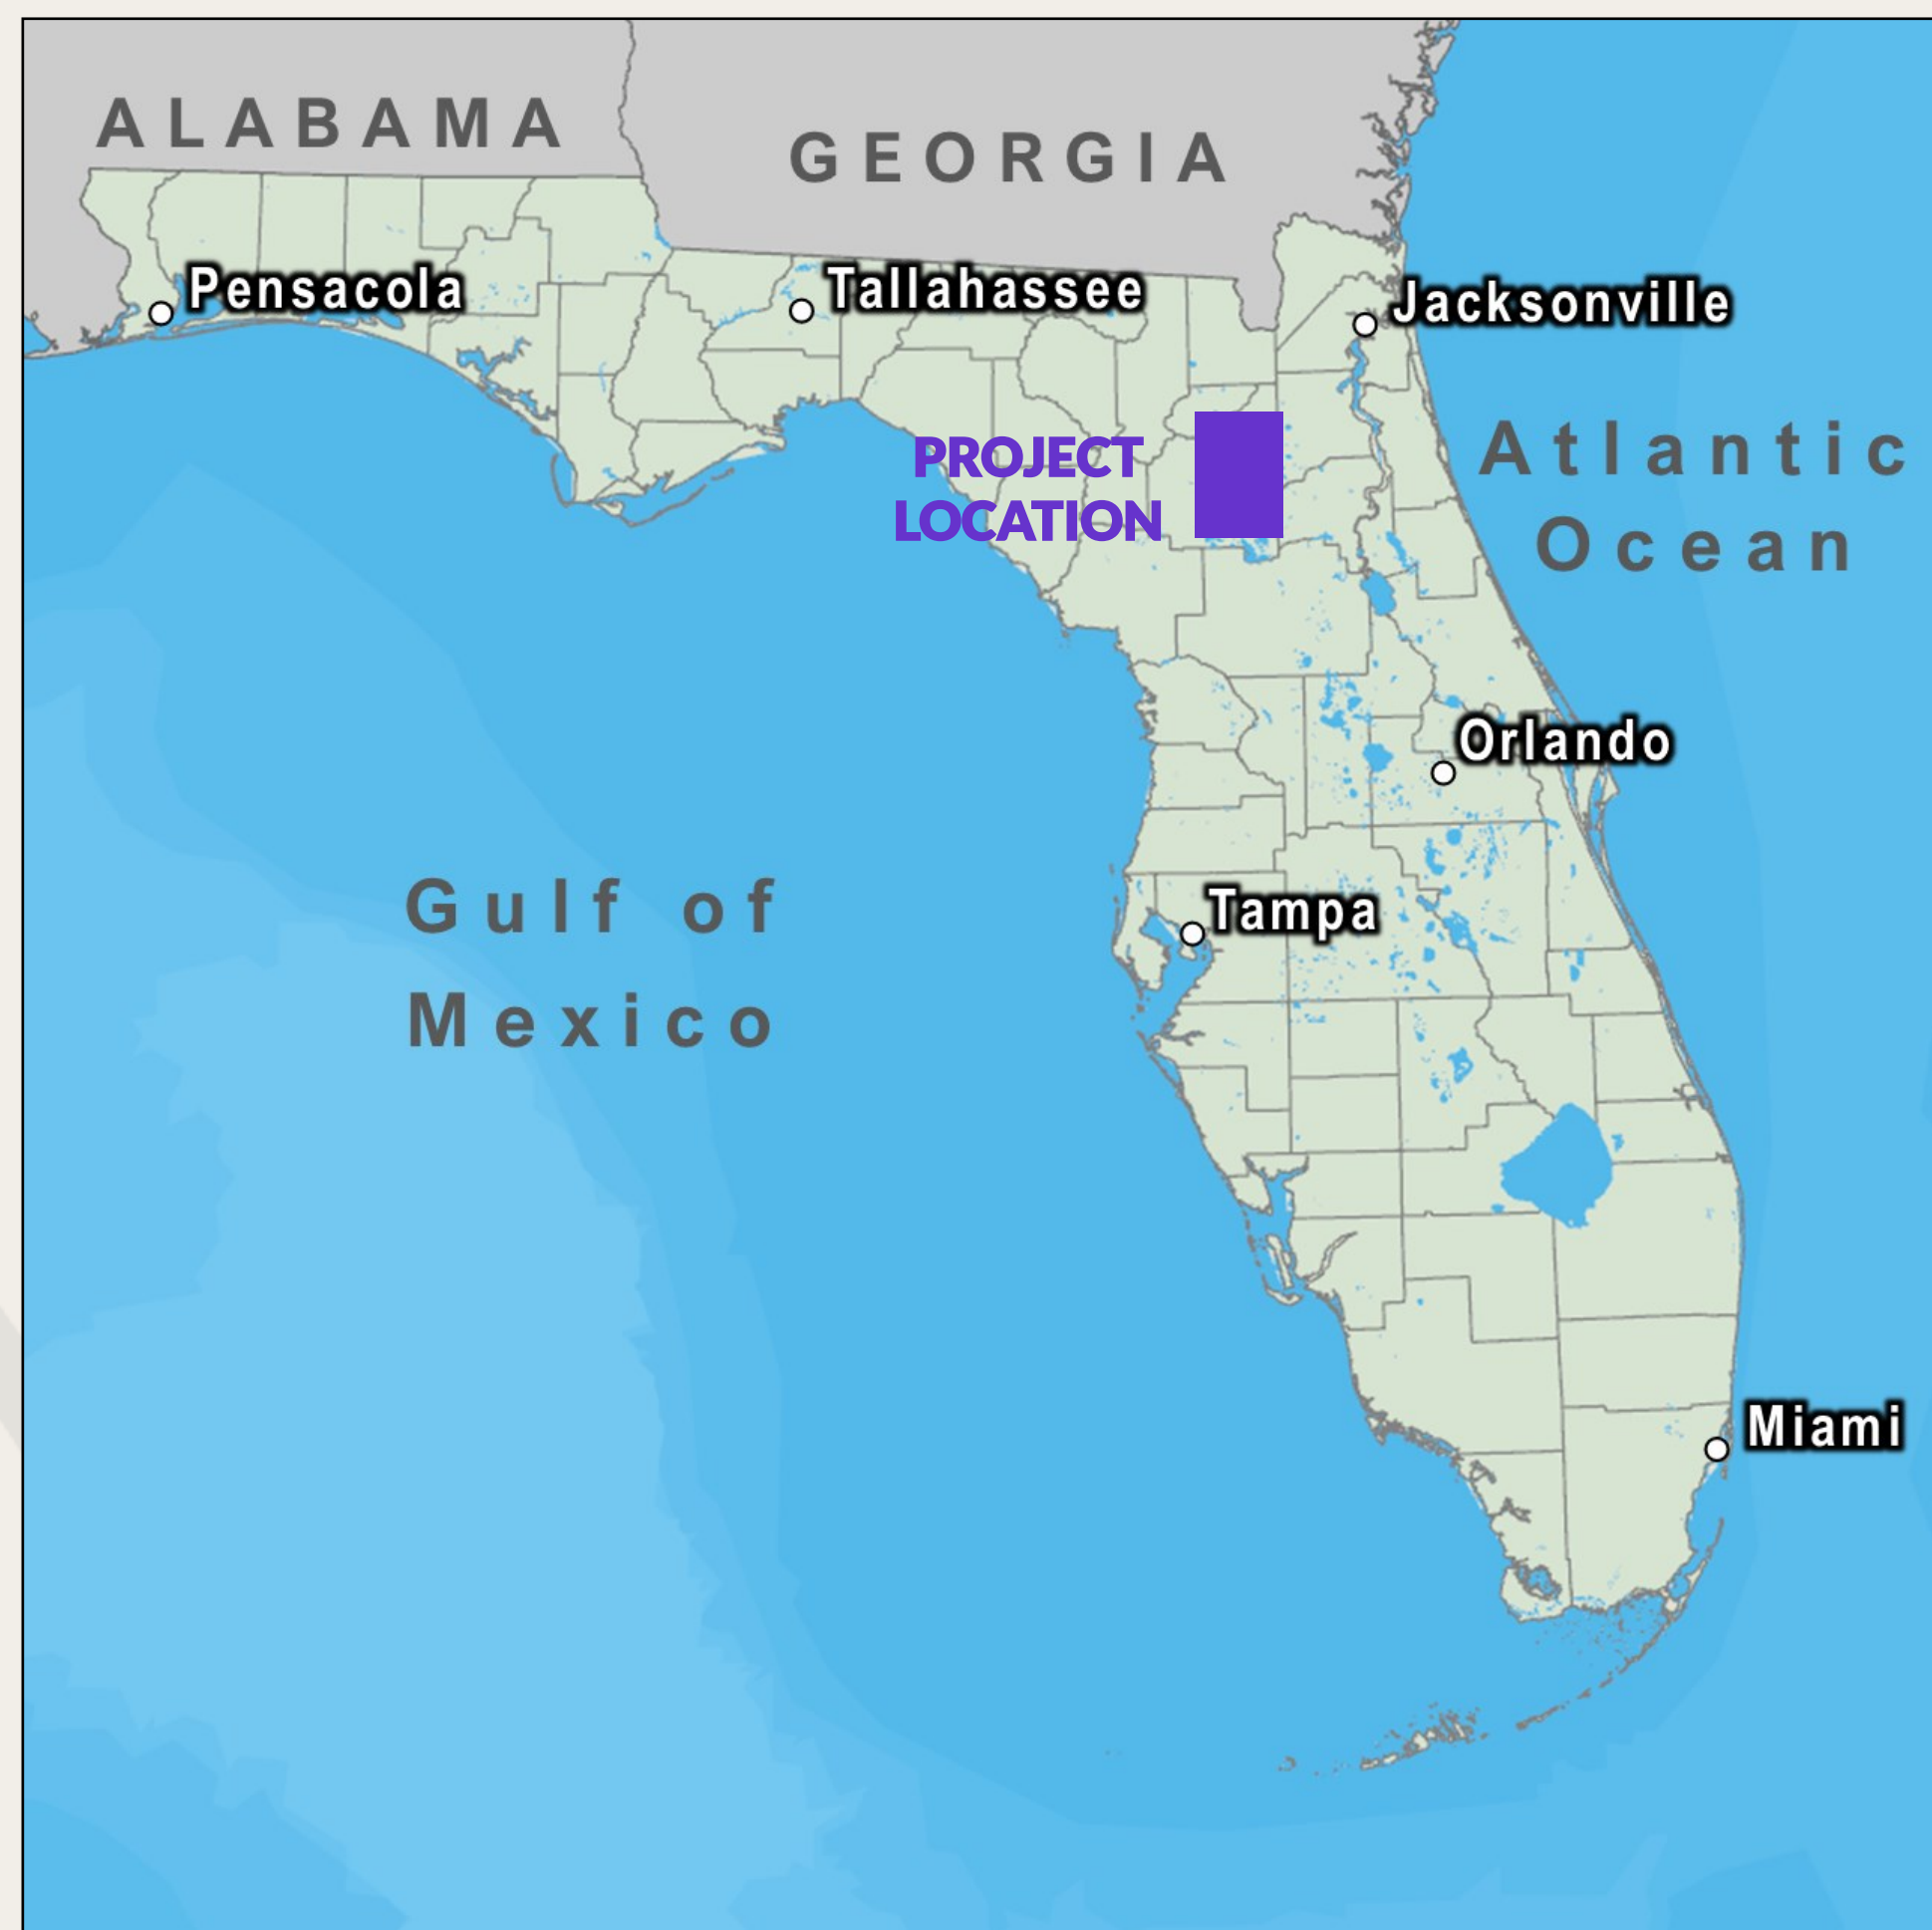 ALABAMA
GEORGIA
Pensacola
Tallahassee
Jacksonville
PROJECT
LOCATION
Atlantic
Ocean
Orlando
Gulf of
Mexico
Tampa
Miami